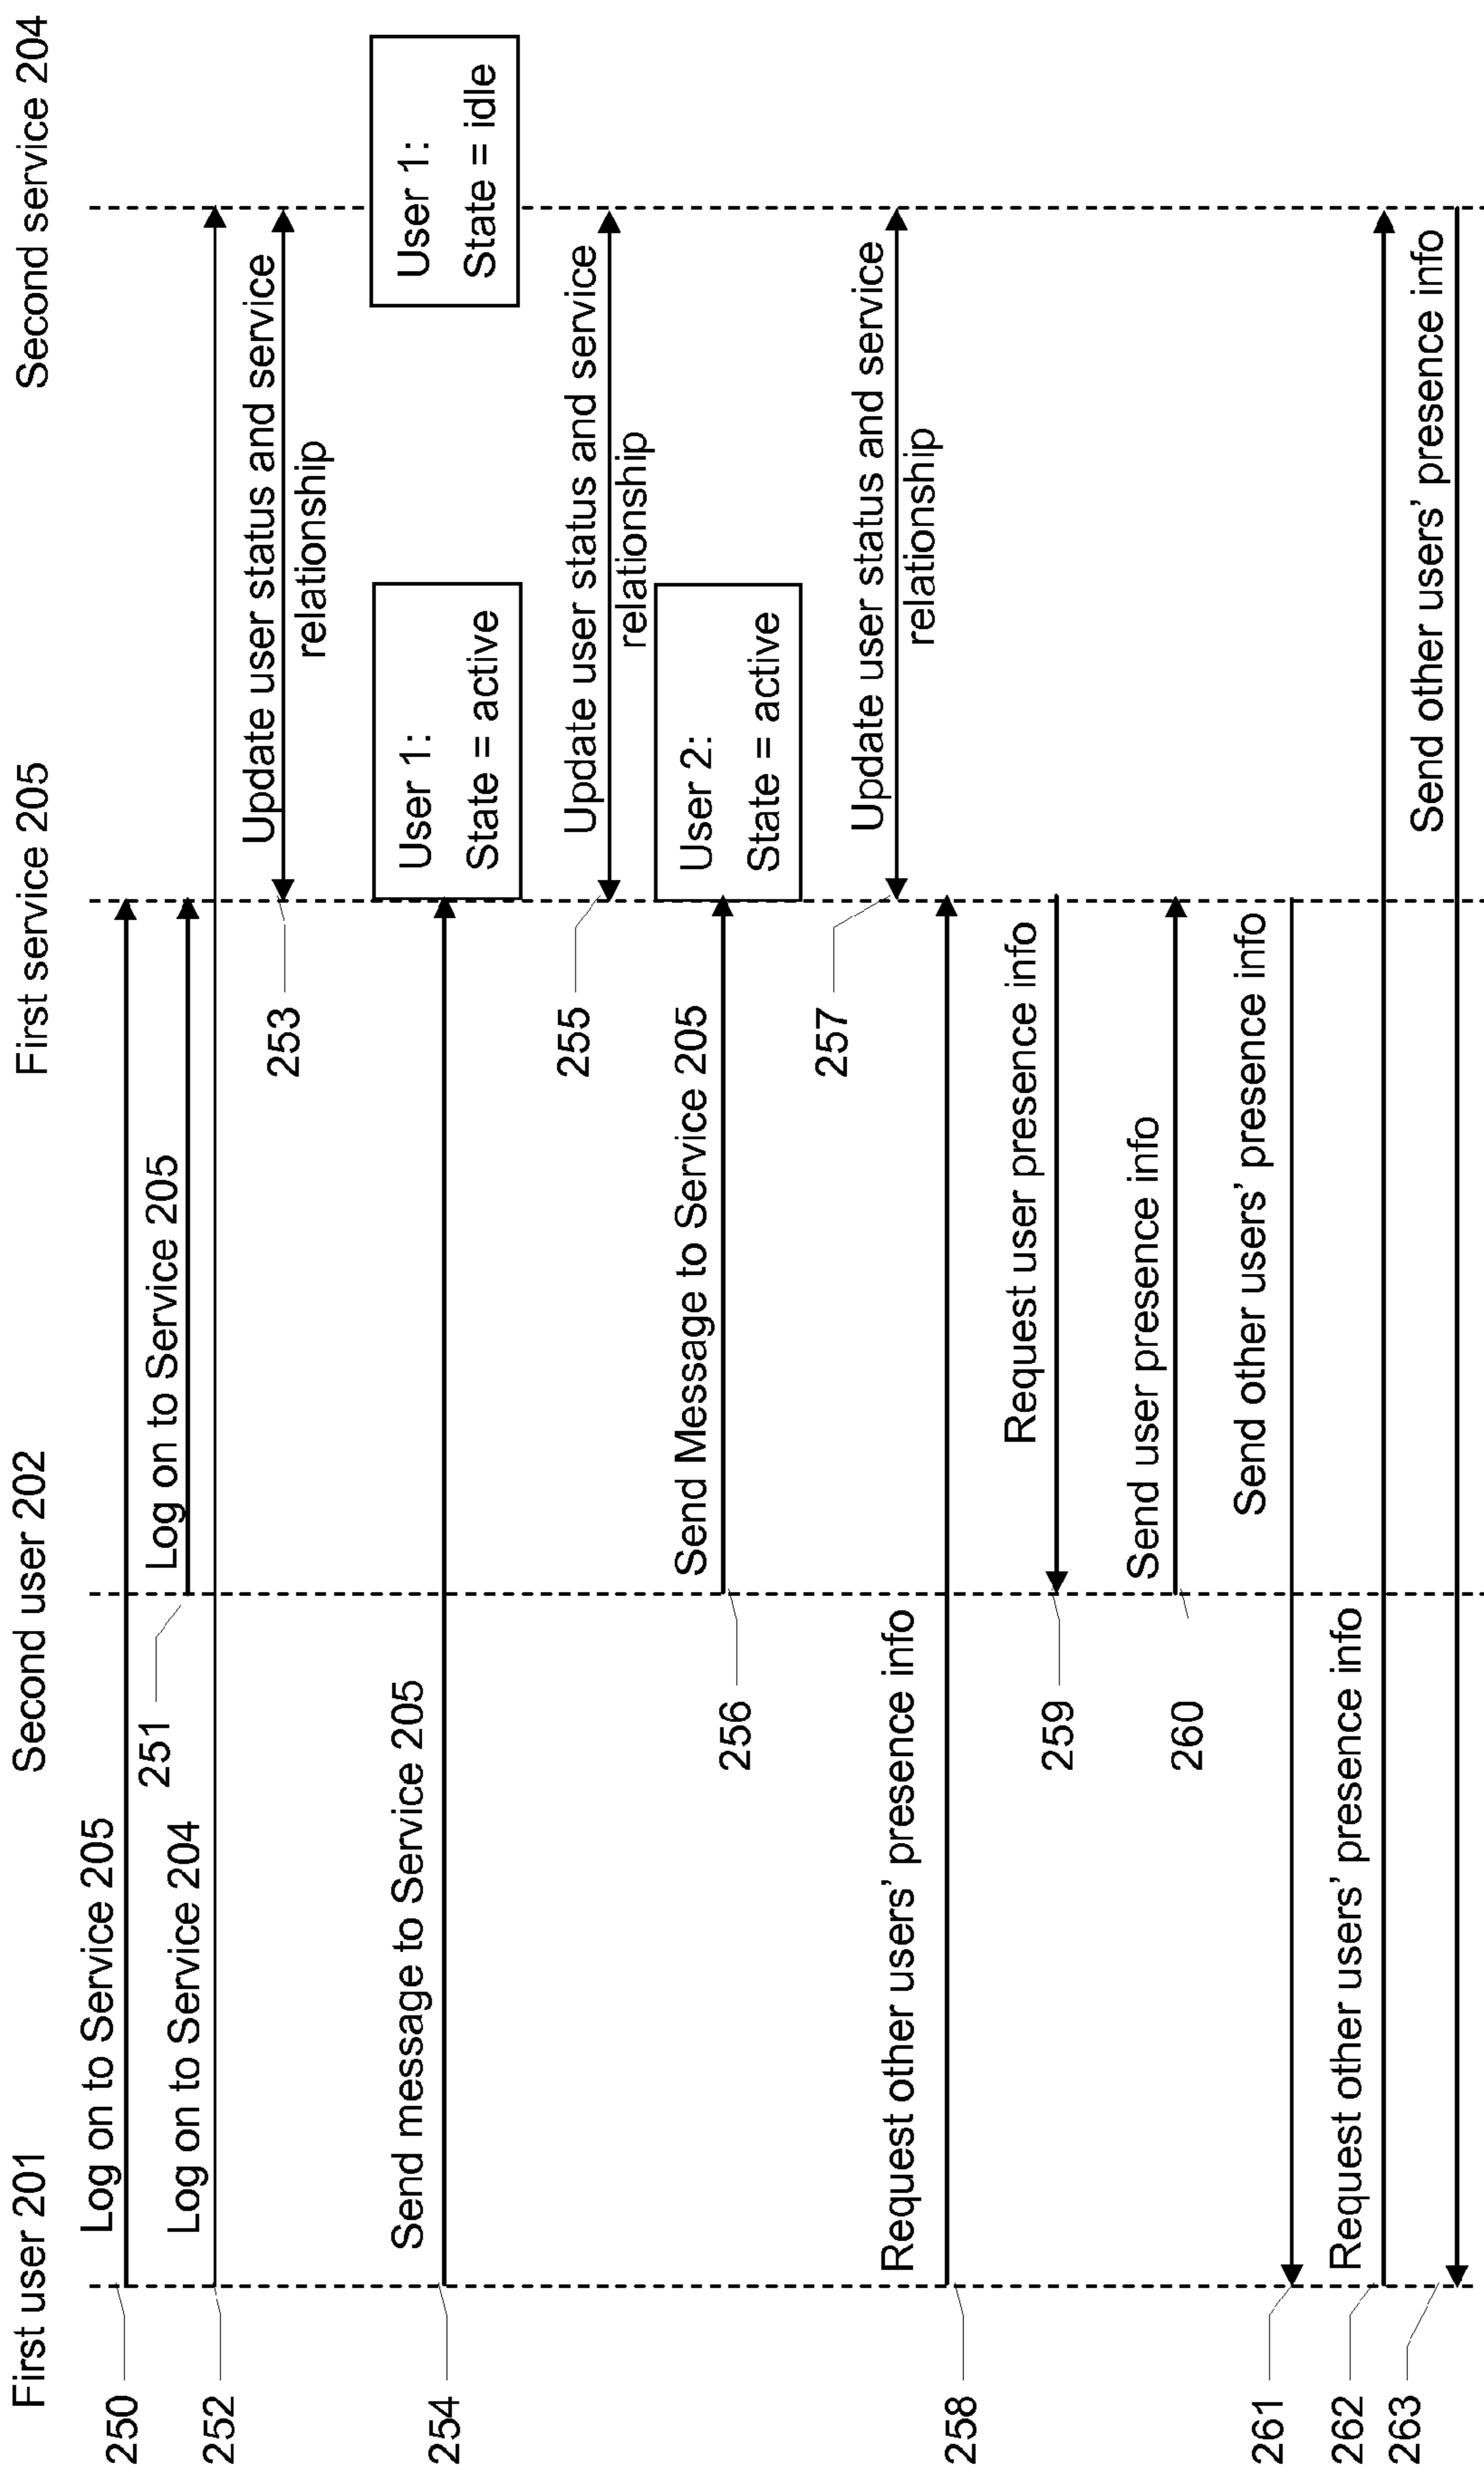 First user 201
Second user 202
First service 205
Second service 204
250
Log on to Service 205
251
Log on to Service 205
252
Log on to Service 204
253
Update user status and service
relationship
254
Send message to Service 205
User 1:
State = active
User 1:
State = idle
255
Update user status and service
relationship
256
Send Message to Service 205
User 2:
State = active
257
Update user status and service
relationship
258
Request other users’ presence info
259
Request user presence info
260
Send user presence info
261
Send other users’ presence info
262
Request other users’ presence info
263
Send other users’ presence info